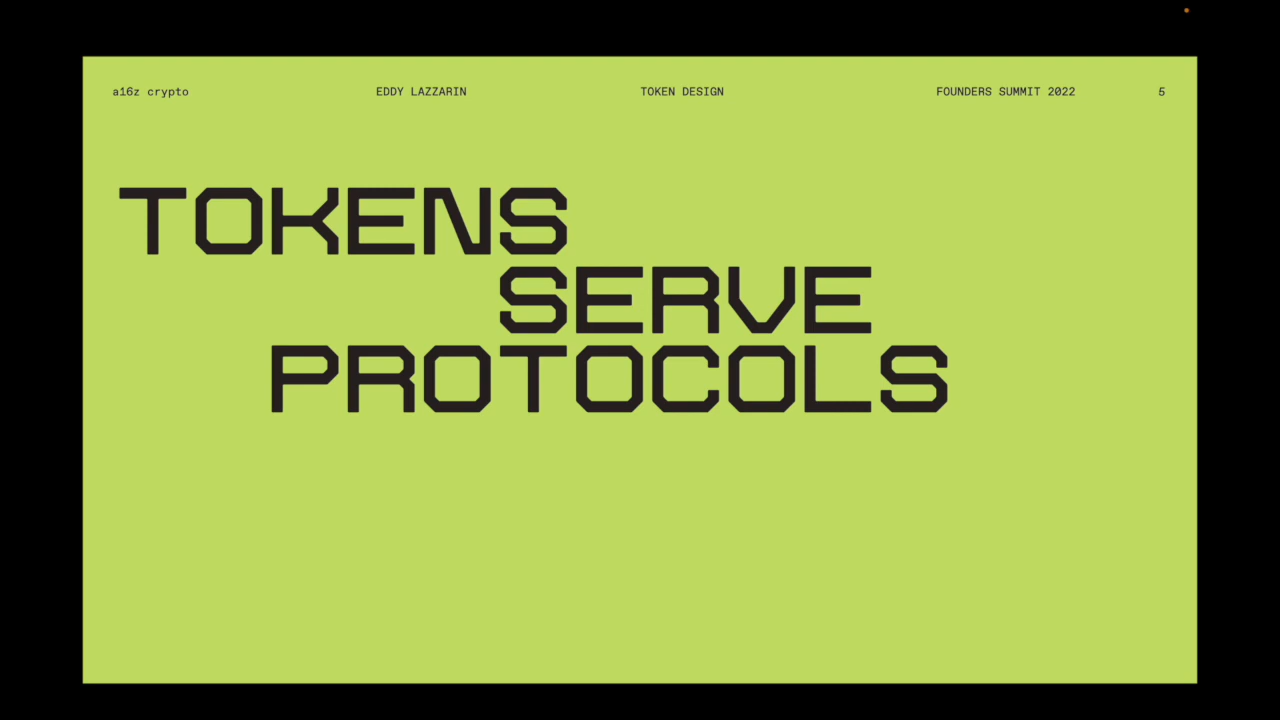 a16z crypto EDDY LAZZARIN TOKEN DESIGN FOUNDERS SUMMIT 2022 5
TOKENS
SERVE
PROTOCOLS